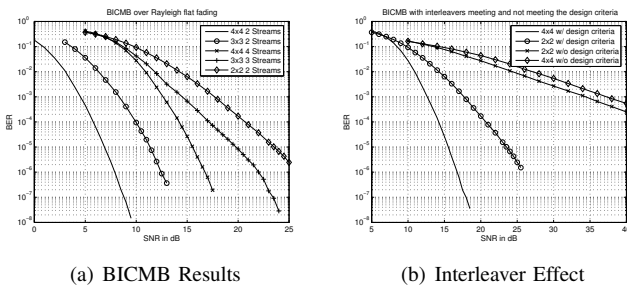 BICMB over Rayleigh flat fading
4x4 2 Streams
3x3 2 Streams
4x4 4 Streams
3x3 3 Streams
2x2 2 Streams
BER
10^0
10^-1
10^-2
10^-3
10^-4
10^-5
10^-6
10^-7
10^-8
0 5 10 15 20 25
SNR in dB
(a) BICMB Results
BICMB with interleavers meeting and not meeting the design criteria
4x4 w/ design criteria
2x2 w/ design criteria
2x2 w/o design criteria
4x4 w/o design criteria
BER
10^0
10^-1
10^-2
10^-3
10^-4
10^-5
10^-6
10^-7
10^-8
5 10 15 20 25 30 35 40
SNR in dB
(b) Interleaver Effect